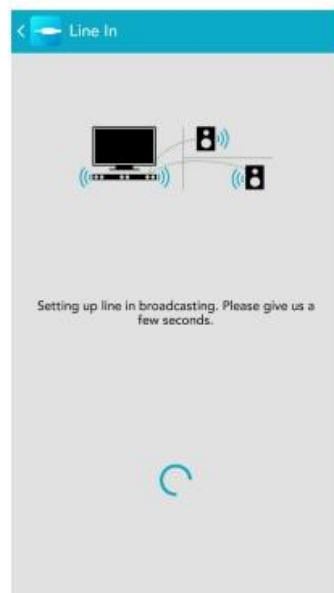 Line In
Setting up line in broadcasting. Please give us a
few seconds.